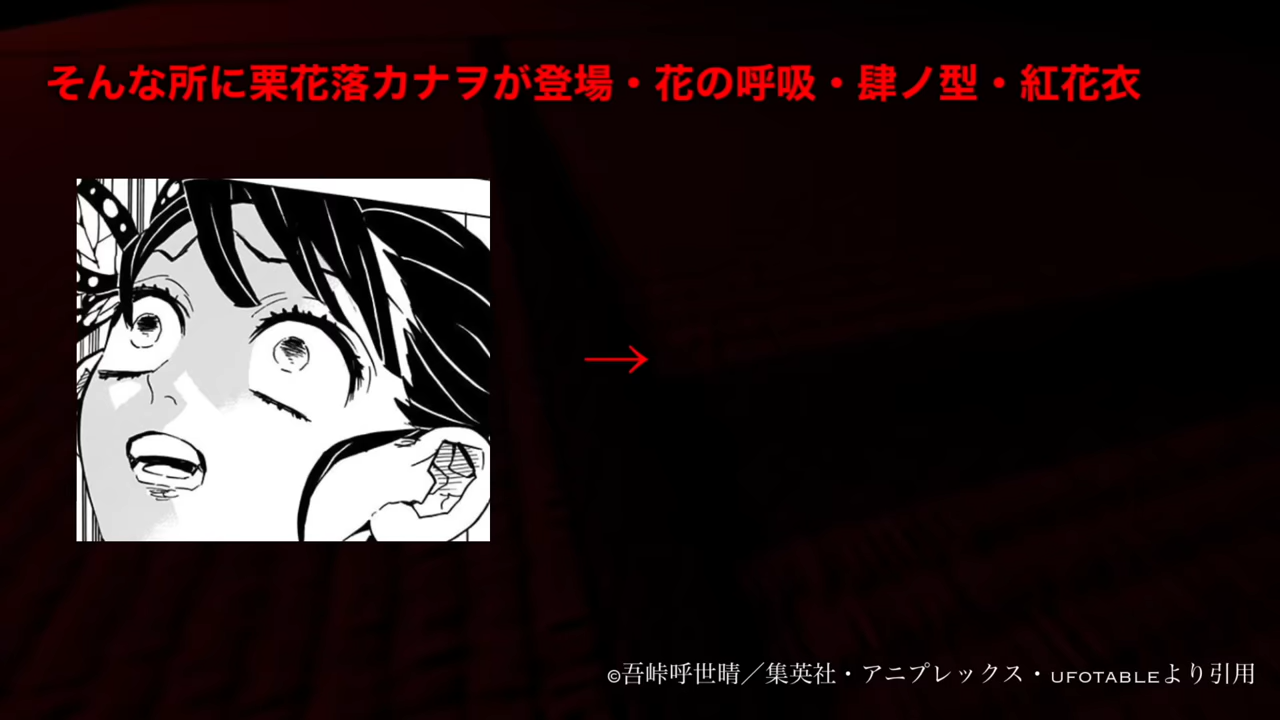 そんな所に栗花落カナヲが登場・花の呼吸・肆ノ型・紅花衣
→
©吾峠呼世晴／集英社・アニプレックス・UFOTABLEより引用